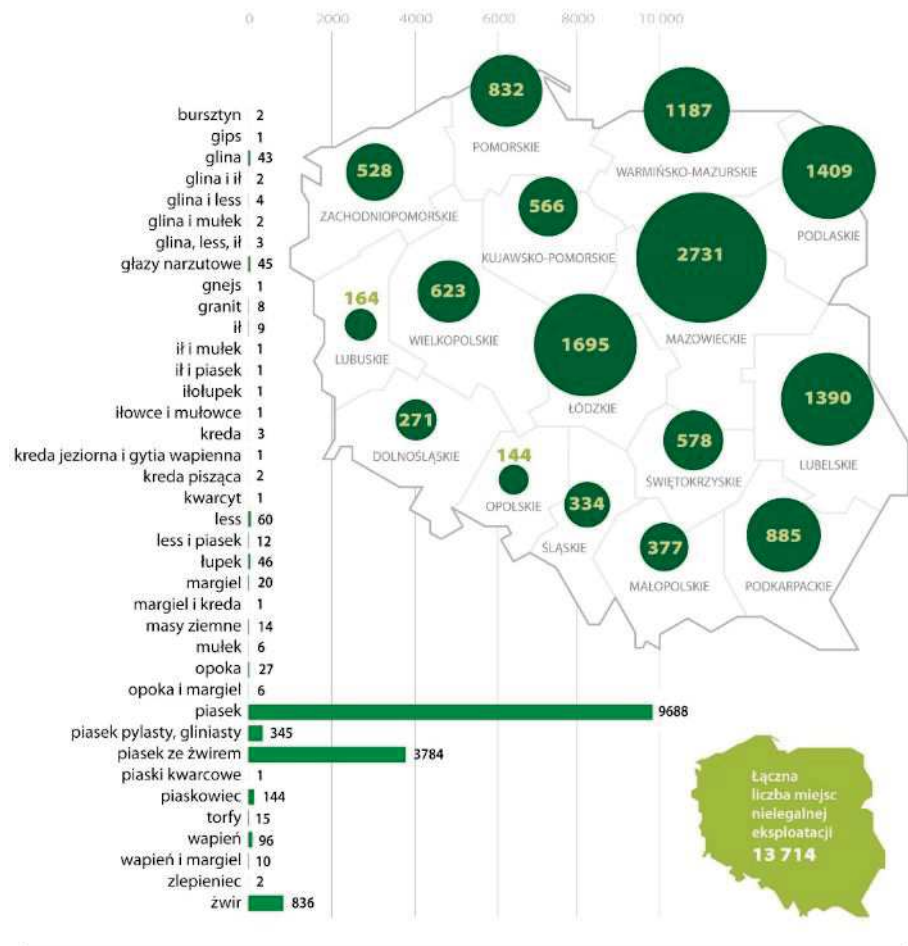 0 2000 4000 6000 8000 10 000
bursztyn 2
gips 1
glina 43
glina i ił 2
glina i less 4
glina i mułek 2
glina, less, ił 3
głazy narzutowe 45
gnejs 1
granit 8
ił 9
ił i mułek 1
ił i piasek 1
iłołupek 1
iłowce i mułowce 1
kreda 3
kreda jeziorna i gytia wapienna 1
kreda pisząca 2
kwarcyt 1
less 60
less i piasek 12
łupek 46
margiel 20
margiel i kreda 1
masy ziemne 14
mułek 6
opoka 27
opoka i margiel 6
piasek 9688
piasek pylasty, gliniasty 345
piasek ze żwirem 3784
piaski kwarcowe 1
piaskowiec 144
torfy 15
wapień 96
wapień i margiel 10
zlepieniec 2
żwir 836
832
POMORSKIE
1187
WARMIŃSKO-MAZURSKIE
1409
PODLASKIE
528
ZACHODNIOPOMORSKIE
566
KUJAWSKO-POMORSKIE
2731
MAZOWIECKIE
164
LUBUSKIE
623
WIELKOPOLSKIE
1695
ŁÓDZKIE
1390
LUBELSKIE
271
DOLNOŚLĄSKIE
144
OPOLSKIE
334
ŚLĄSKIE
578
ŚWIĘTOKRZYSKIE
377
MAŁOPOLSKIE
885
PODKARPACKIE
Łączna
liczba miejsc
nielegalnej
eksploatacji
13 714